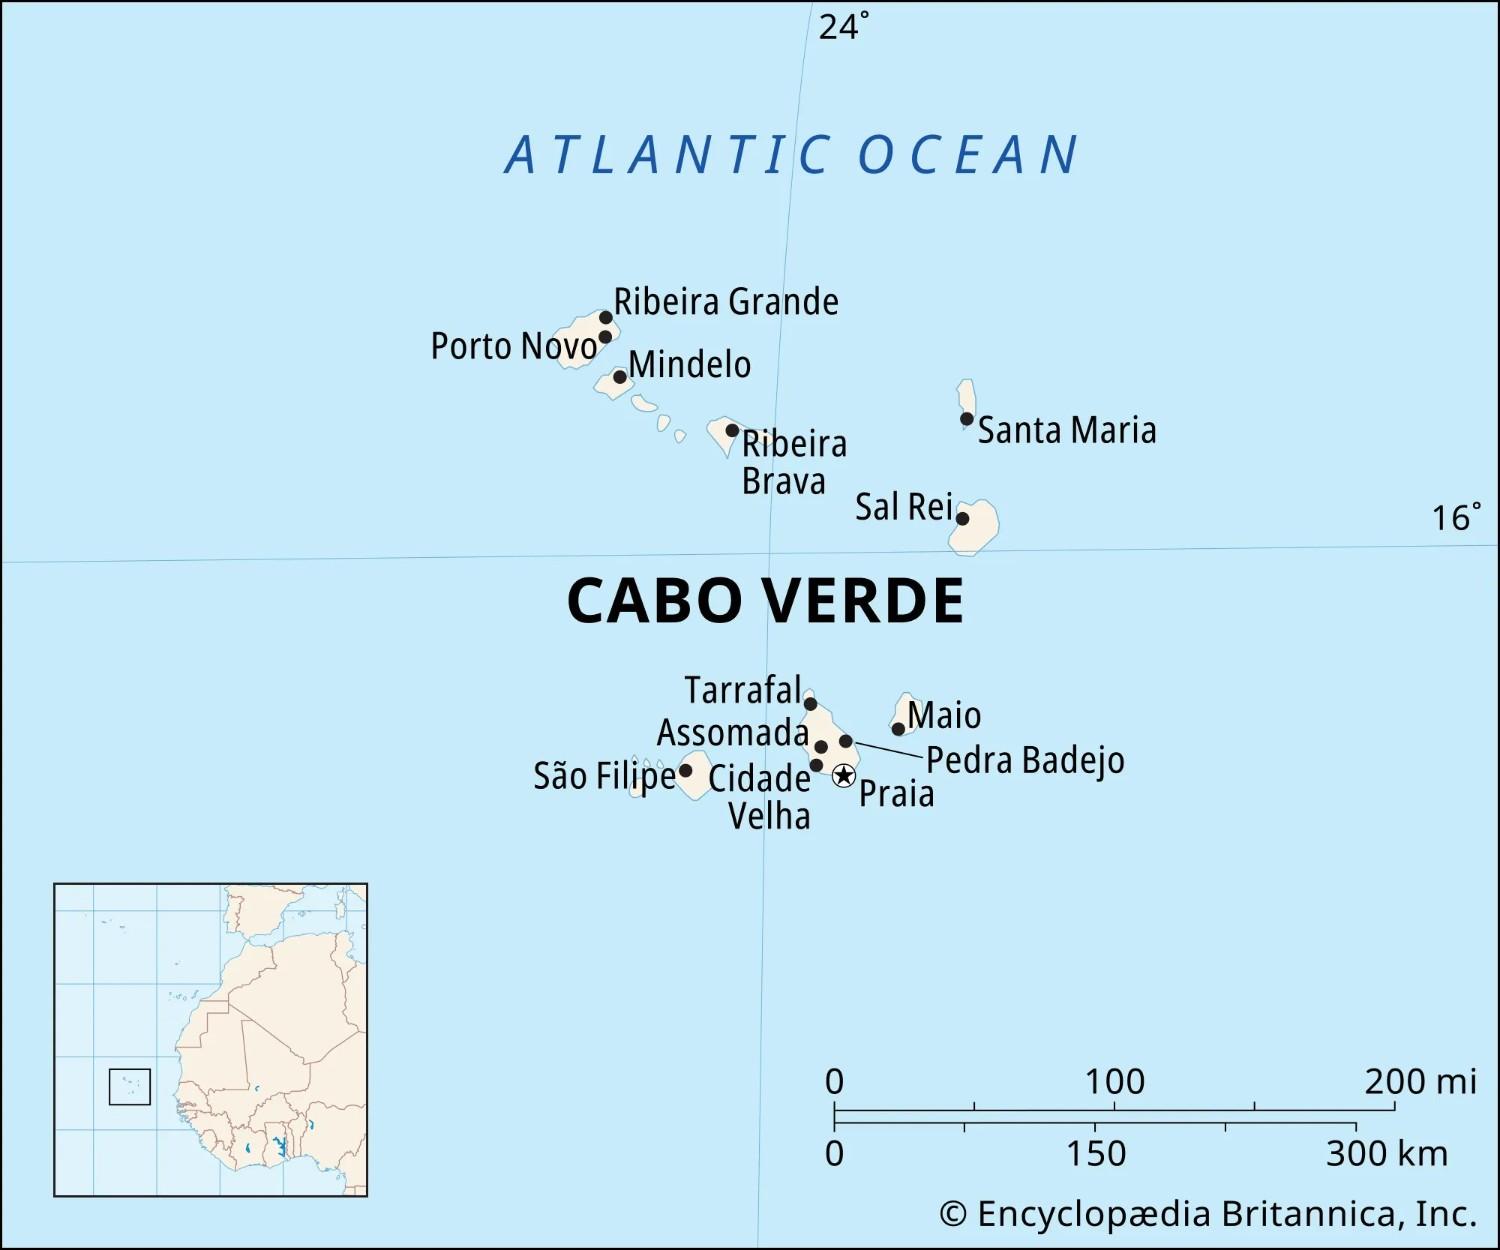 24°
ATLANTIC OCEAN
Ribeira Grande
Porto Novo
Mindelo
Santa Maria
Ribeira
Brava
Sal Rei
16°
CABO VERDE
Tarrafal
Maio
Assomada
Pedra Badejo
São Filipe
Cidade
Velha
Praia
0 100 200 mi
0 150 300 km
© Encyclopædia Britannica, Inc.